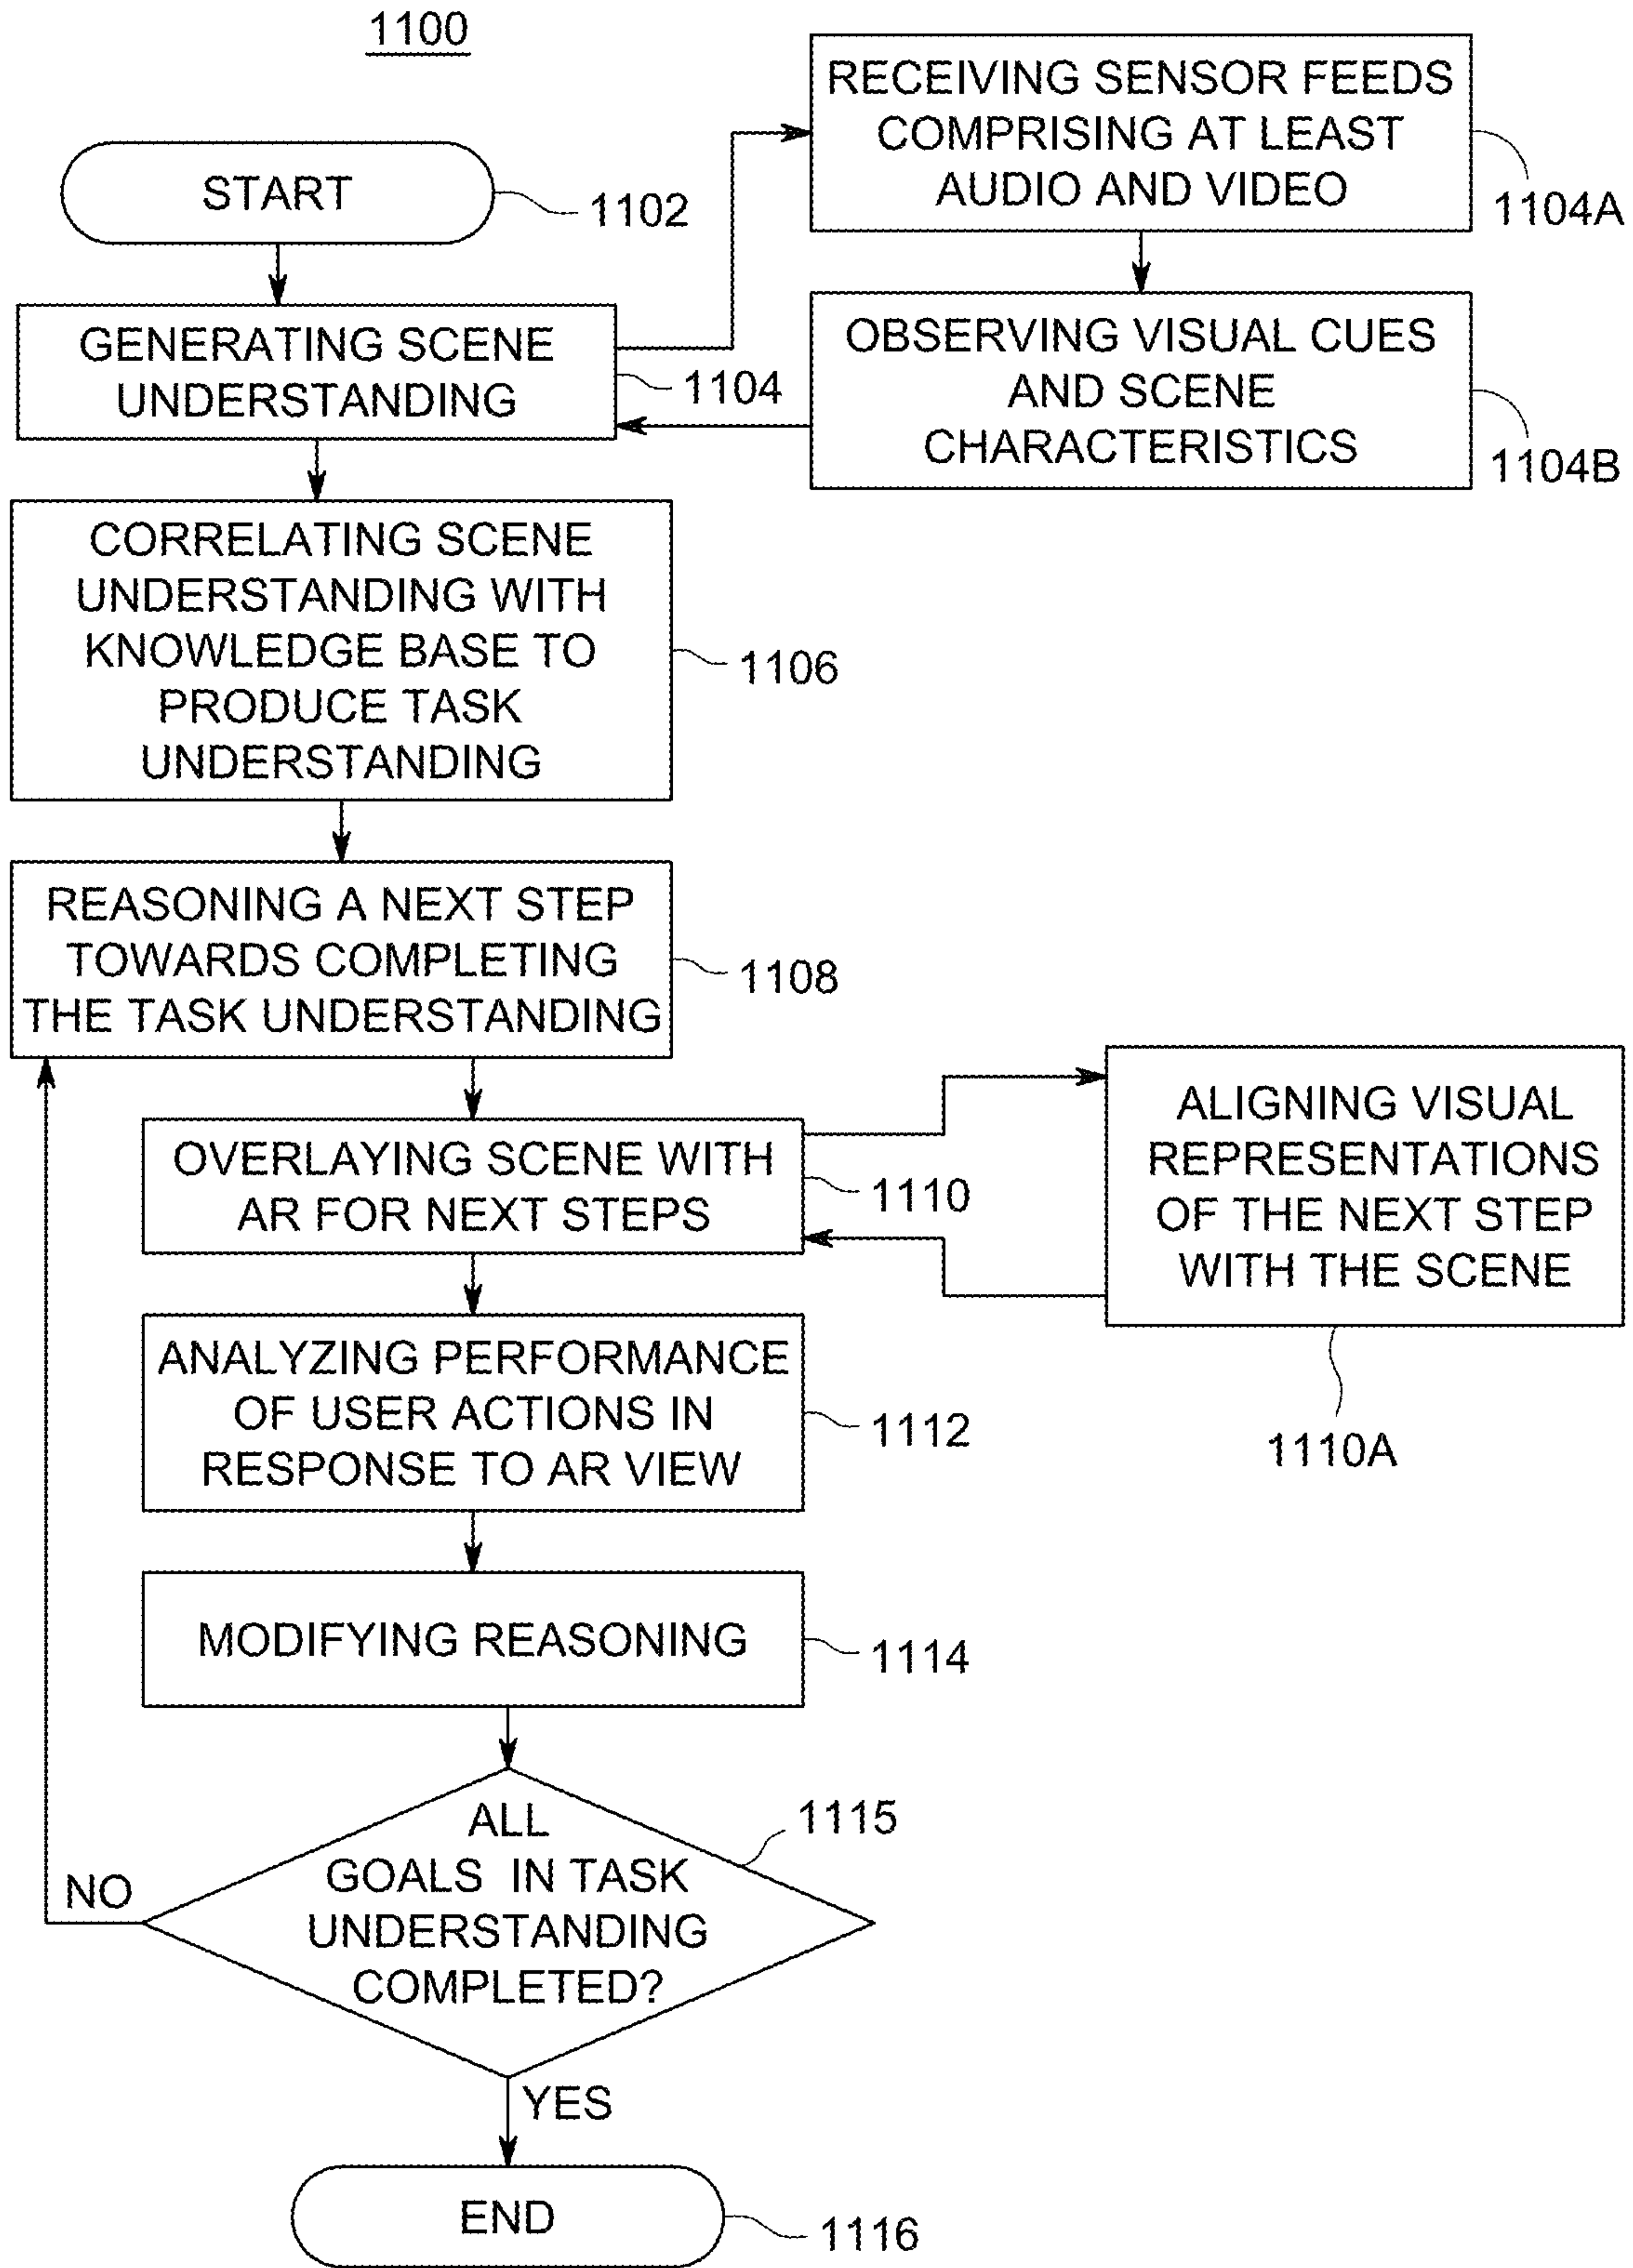 1100
START
1102
GENERATING SCENE
UNDERSTANDING
1104
RECEIVING SENSOR FEEDS
COMPRISING AT LEAST
AUDIO AND VIDEO
1104A
OBSERVING VISUAL CUES
AND SCENE
CHARACTERISTICS
1104B
CORRELATING SCENE
UNDERSTANDING WITH
KNOWLEDGE BASE TO
PRODUCE TASK
UNDERSTANDING
1106
REASONING A NEXT STEP
TOWARDS COMPLETING
THE TASK UNDERSTANDING
1108
OVERLAYING SCENE WITH
AR FOR NEXT STEPS
1110
ALIGNING VISUAL
REPRESENTATIONS
OF THE NEXT STEP
WITH THE SCENE
1110A
ANALYZING PERFORMANCE
OF USER ACTIONS IN
RESPONSE TO AR VIEW
1112
MODIFYING REASONING
1114
ALL
GOALS IN TASK
UNDERSTANDING
COMPLETED?
1115
NO
YES
END
1116